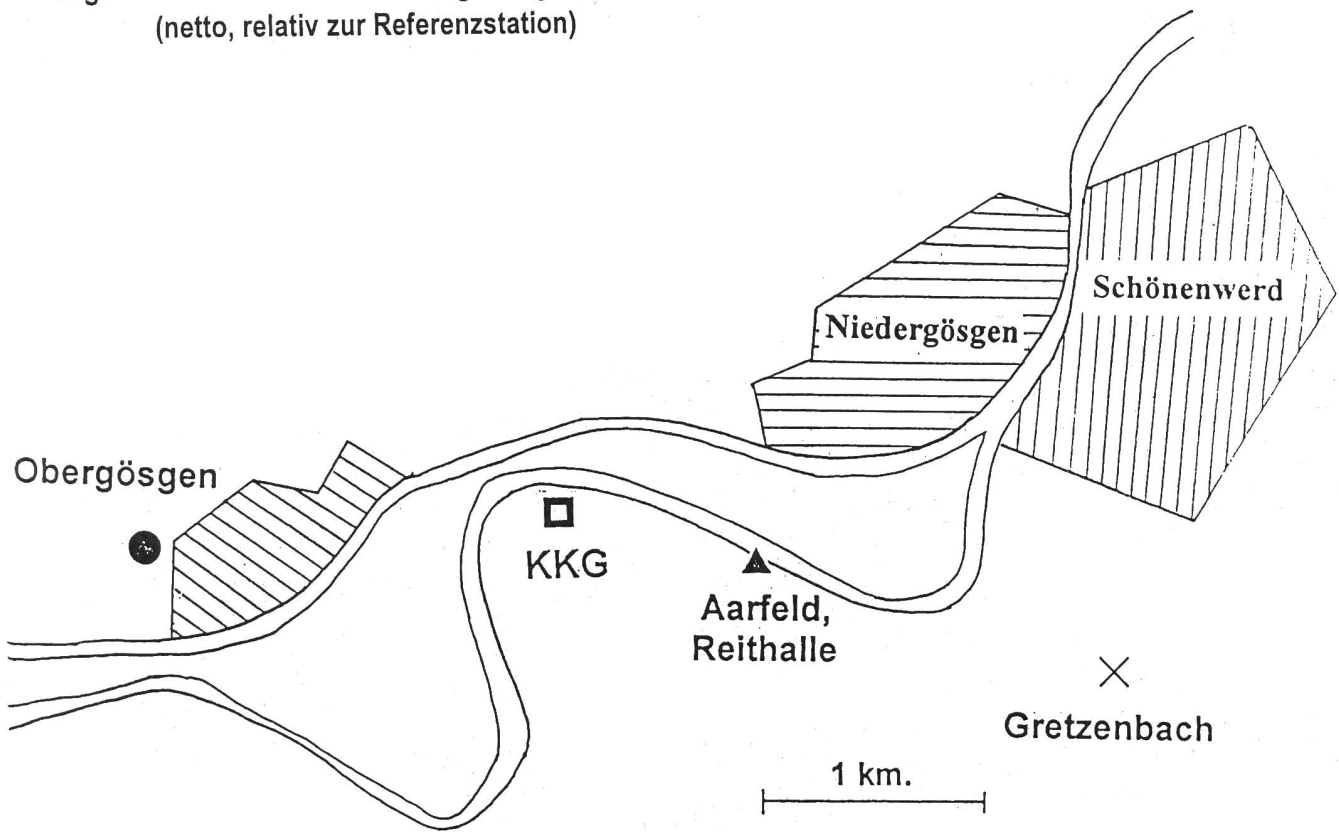 (netto, relativ zur Referenzstation)
Schönenwerd
Niedergösgen
Obergösgen
KKG
Aarfeld,
Reithalle
Gretzenbach
1 km.